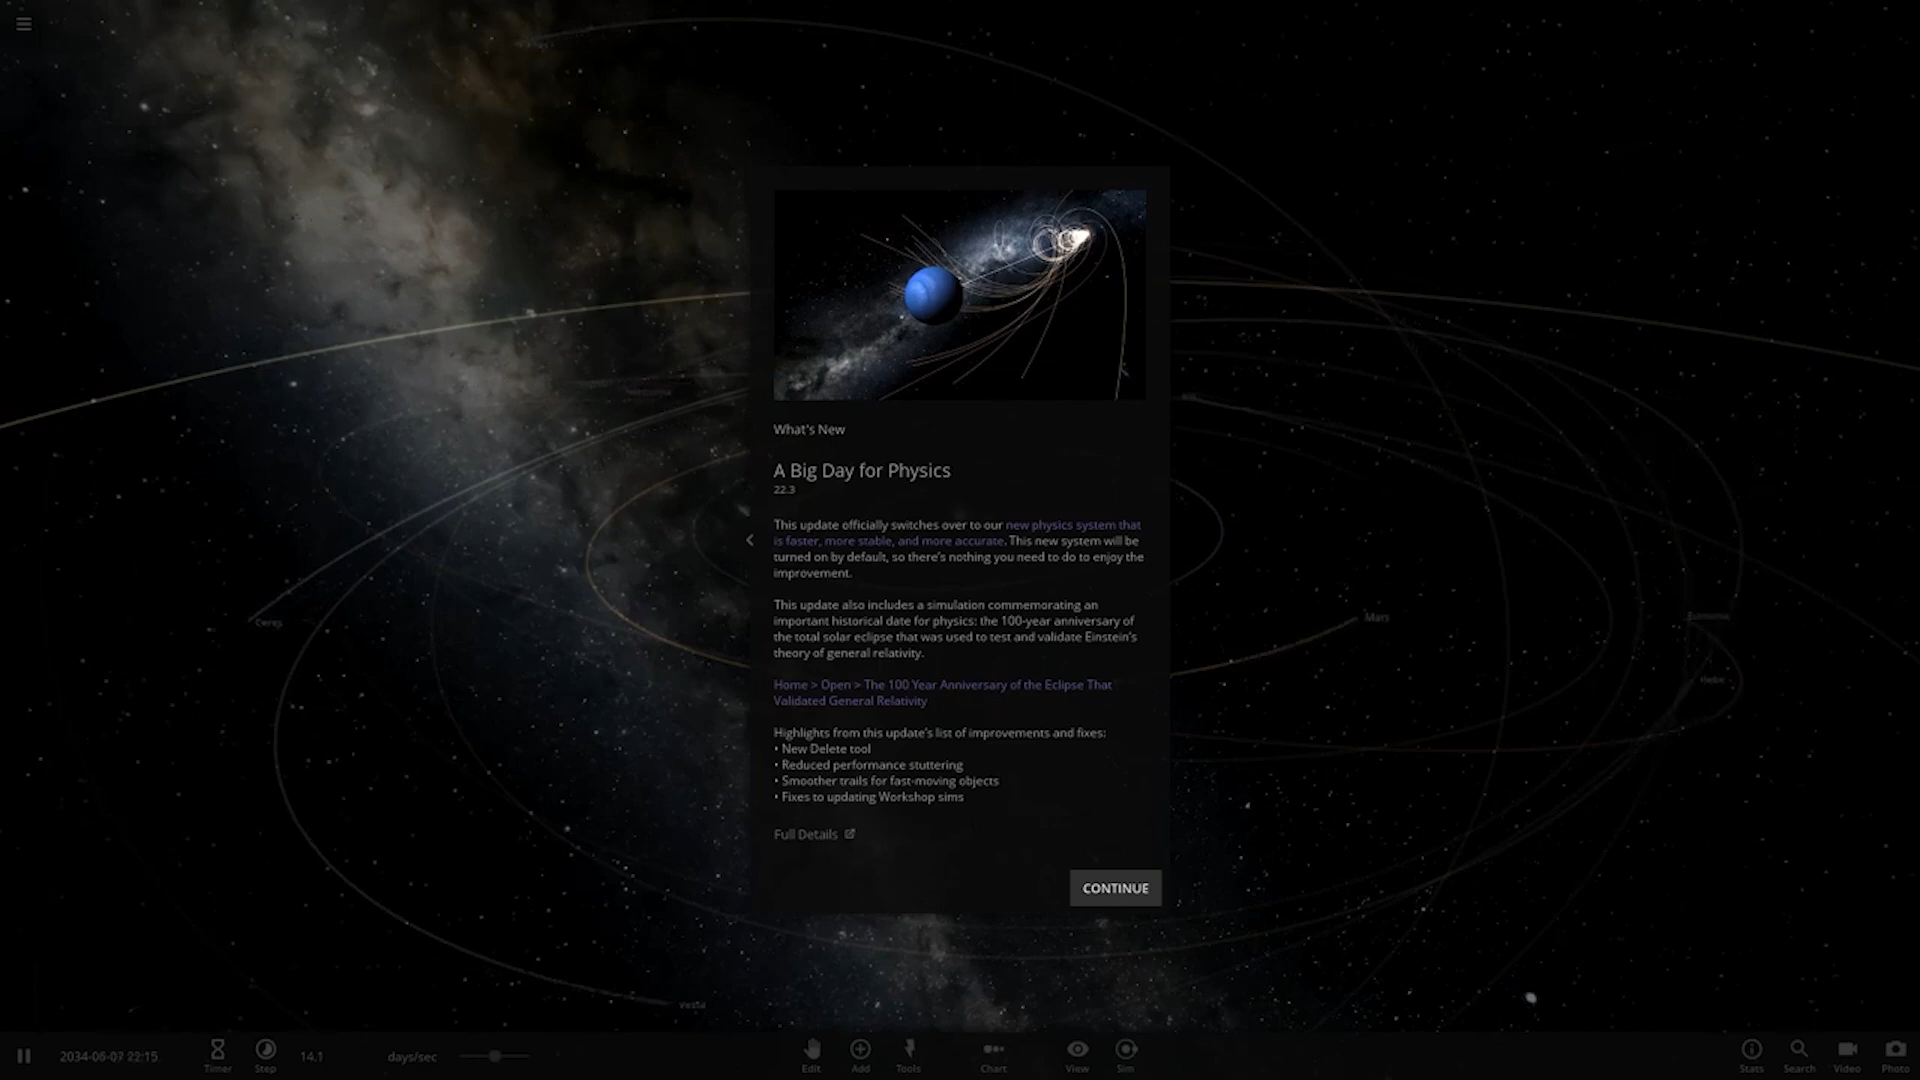 What's New
A Big Day for Physics
22.3
This update officially switches over to our new physics system that
is faster, more stable, and more accurate. This new system will be
turned on by default, so there's nothing you need to do to enjoy the
improvement.
This update also includes a simulation commemorating an
important historical date for physics: the 100-year anniversary of
the total solar eclipse that was used to test and validate Einstein's
theory of general relativity.
Home > Open > The 100 Year Anniversary of the Eclipse That
Validated General Relativity
Highlights from this update's list of improvements and fixes:
• New Delete tool
• Reduced performance stuttering
• Smoother trails for fast-moving objects
• Fixes to updating Workshop sims
Full Details
CONTINUE
Ceres
Mars
Hebe
Vesta
2034-06-07 22:15
Timer
Step
14.1
days/sec
Edit
Add
Tools
Chart
View
Sim
Stats
Search
Video
Photo